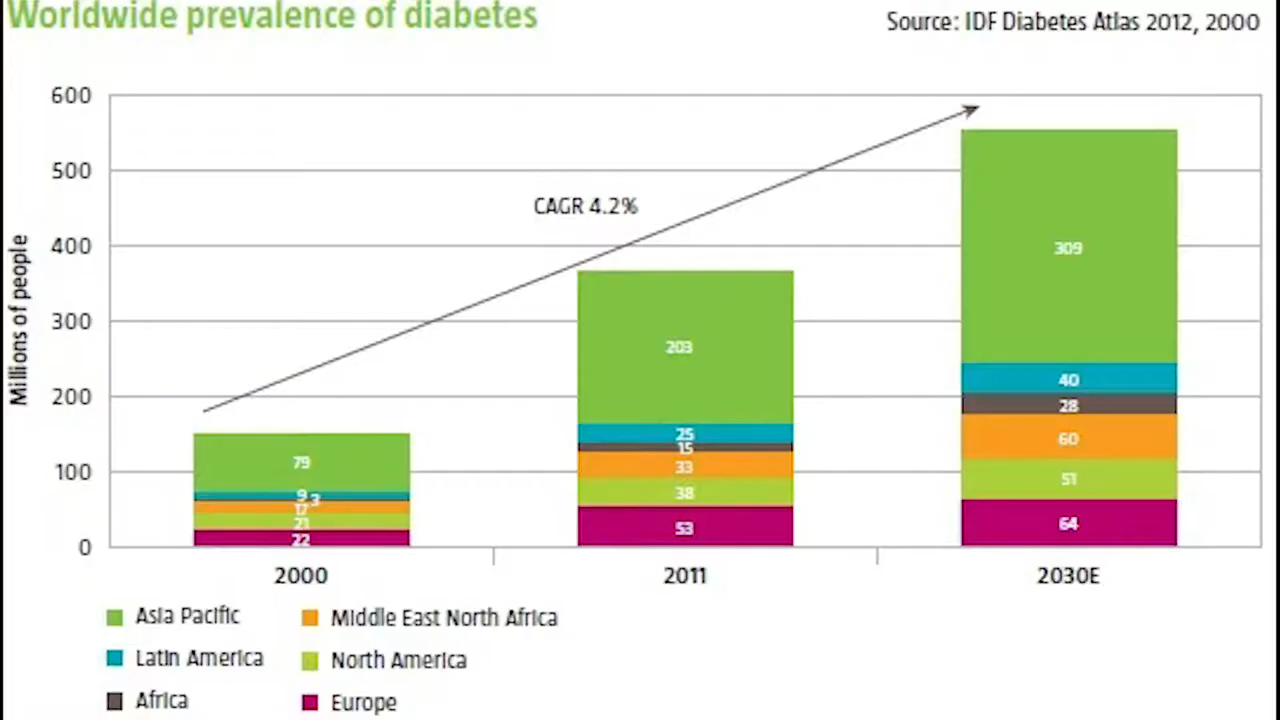 Worldwide prevalence of diabetes
Source: IDF Diabetes Atlas 2012, 2000
Millions of people
600
500
400
300
200
100
0
CAGR 4.2%
79
9
3
17
21
22
203
25
15
33
38
53
309
40
28
60
51
64
2000
2011
2030E
Asia Pacific
Middle East North Africa
Latin America
North America
Africa
Europe